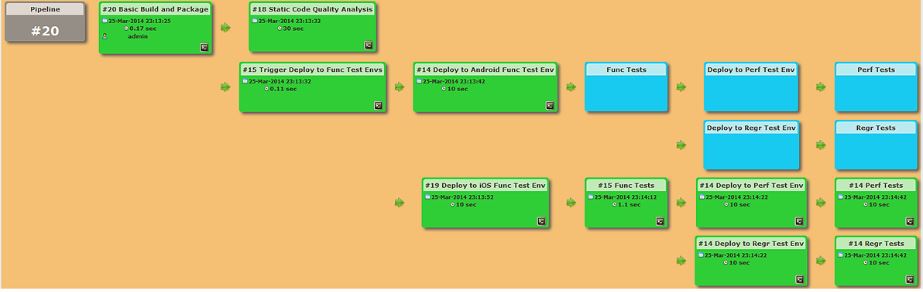 Pipeline
#20
#20 Basic Build and Package
25-Mar-2014 23:13:25
0.17 sec
admin
#18 Static Code Quality Analysis
25-Mar-2014 23:13:33
30 sec
#15 Trigger Deploy to Func Test Envs
25-Mar-2014 23:13:32
0.11 sec
#14 Deploy to Android Func Test Env
25-Mar-2014 23:13:42
10 sec
Func Tests
Deploy to Perf Test Env
Perf Tests
Deploy to Regr Test Env
Regr Tests
#19 Deploy to iOS Func Test Env
25-Mar-2014 23:13:52
10 sec
#15 Func Tests
25-Mar-2014 23:14:12
1.1 sec
#14 Deploy to Perf Test Env
25-Mar-2014 23:14:22
10 sec
#14 Perf Tests
25-Mar-2014 23:14:42
10 sec
#14 Deploy to Regr Test Env
25-Mar-2014 23:14:22
10 sec
#14 Regr Tests
25-Mar-2014 23:14:42
10 sec